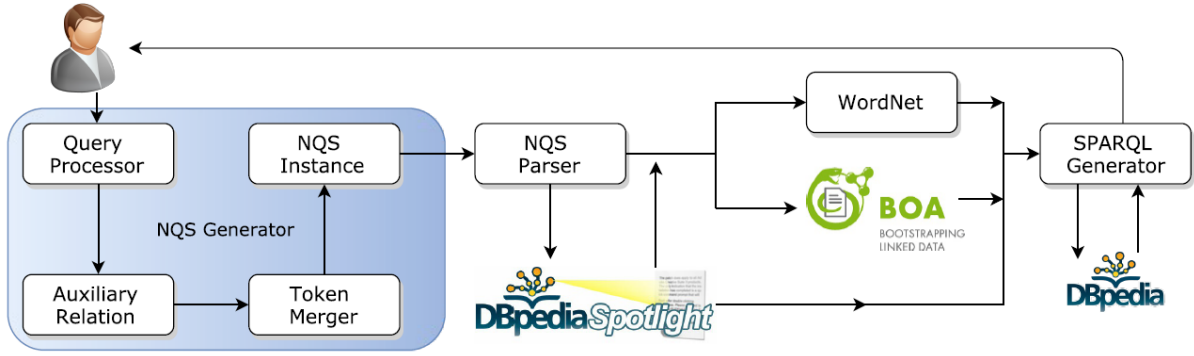 Query
Processor
NQS
Instance
NQS Generator
Auxiliary
Relation
Token
Merger
NQS
Parser
DBpediaSpotlight
WordNet
BOA
BOOTSTRAPPING
LINKED DATA
SPARQL
Generator
DBpedia